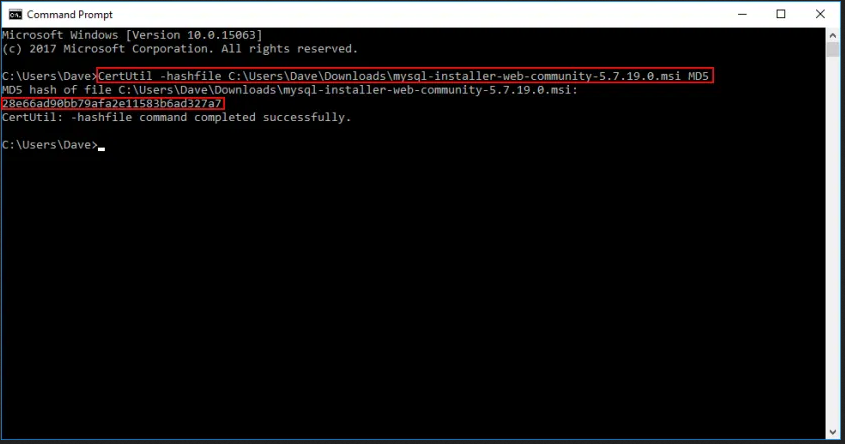 Command Prompt
Microsoft Windows [Version 10.0.15063]
(c) 2017 Microsoft Corporation. All rights reserved.
C:\Users\Dave>CertUtil -hashfile C:\Users\Dave\Downloads\mysql-installer-web-community-5.7.19.0.msi MD5
MD5 hash of file C:\Users\Dave\Downloads\mysql-installer-web-community-5.7.19.0.msi:
28e66ad90bb79afa2e11583b6ad327a7
CertUtil: -hashfile command completed successfully.
C:\Users\Dave>